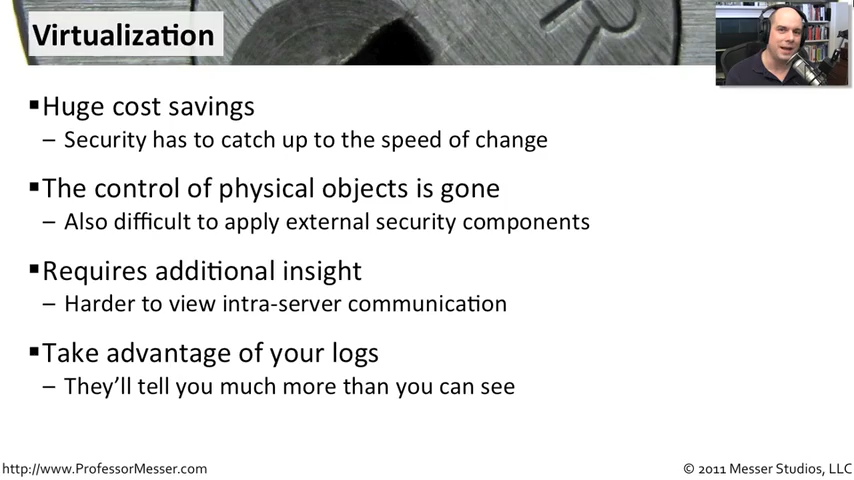 Virtualization
▪Huge cost savings
– Security has to catch up to the speed of change
▪The control of physical objects is gone
– Also difficult to apply external security components
▪Requires additional insight
– Harder to view intra-server communication
▪Take advantage of your logs
– They’ll tell you much more than you can see
http://www.ProfessorMesser.com
© 2011 Messer Studios, LLC